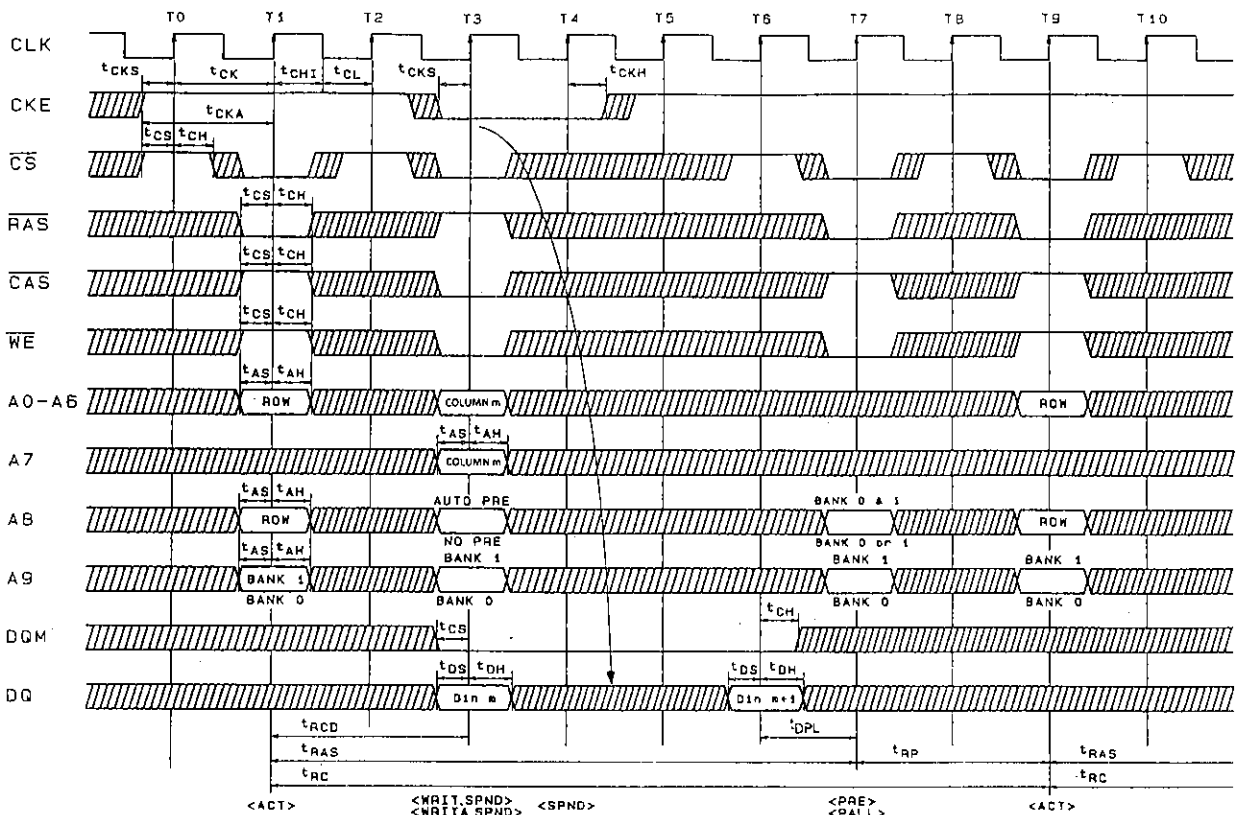 T0 T1 T2 T3 T4 T5 T6 T7 T8 T9 T10
CLK
tCKS tCK tCHI tCL tCKS tCKH
CKE
tCKA
tCS tCH
CS
tCS tCH
RAS
tCS tCH
CAS
tCS tCH
WE
tAS tAH
A0-A6 ROW COLUMN m ROW
tAS tAH
A7 COLUMN m
tAS tAH AUTO PRE BANK 0 & 1
A8 ROW ROW
NO PRE BANK 0 or 1
tAS tAH BANK 1 BANK 1 BANK 1
A9 BANK 1
BANK 0 BANK 0 BANK 0 BANK 0
tCH
DQM tCS
tDS tDH tDS tDH
DQ Din m Din m+1
tRCD tDPL
tRAS tRP tRAS
tRC tRC
<ACT> <WRIT.SPND> <SPND> <PRE> <ACT>
<WRITA.SPND> <PALL>